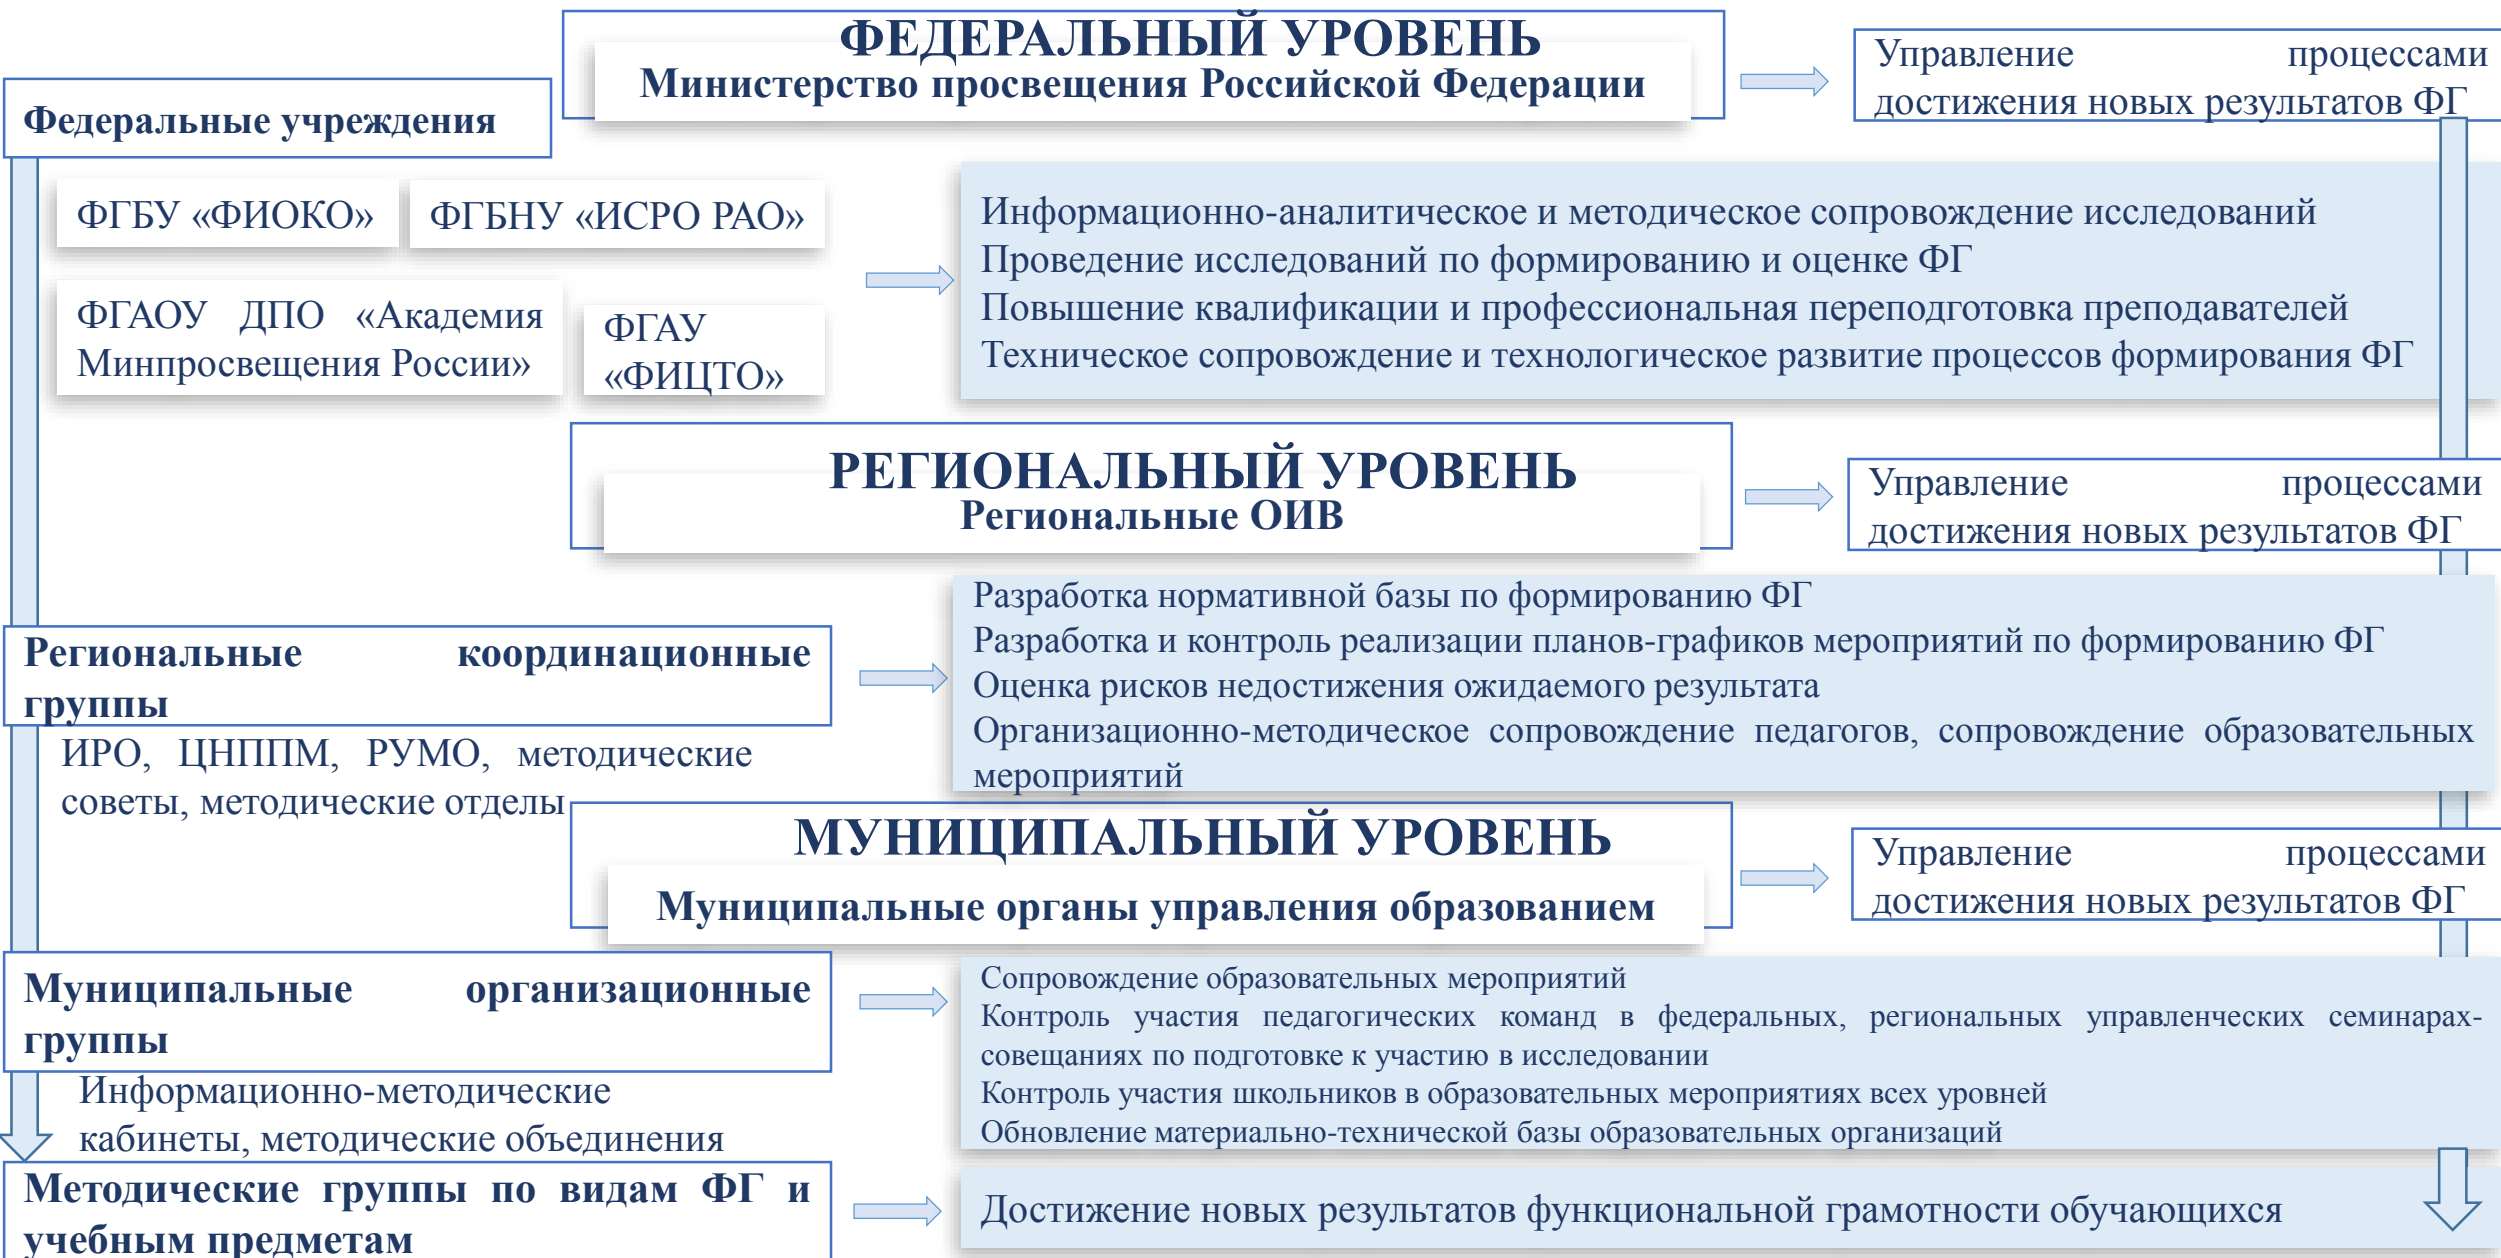 ФЕДЕРАЛЬНЫЙ УРОВЕНЬ
Министерство просвещения Российской Федерации
Управление процессами
достижения новых результатов ФГ
Федеральные учреждения
ФГБУ «ФИОКО»
ФГБНУ «ИСРО РАО»
ФГАОУ ДПО «Академия
Минпросвещения России»
ФГАУ
«ФИЦТО»
Информационно-аналитическое и методическое сопровождение исследований
Проведение исследований по формированию и оценке ФГ
Повышение квалификации и профессиональная переподготовка преподавателей
Техническое сопровождение и технологическое развитие процессов формирования ФГ
РЕГИОНАЛЬНЫЙ УРОВЕНЬ
Региональные ОИВ
Управление процессами
достижения новых результатов ФГ
Региональные координационные
группы
ИРО, ЦНППМ, РУМО, методические
советы, методические отделы
Разработка нормативной базы по формированию ФГ
Разработка и контроль реализации планов-графиков мероприятий по формированию ФГ
Оценка рисков недостижения ожидаемого результата
Организационно-методическое сопровождение педагогов, сопровождение образовательных
мероприятий
МУНИЦИПАЛЬНЫЙ УРОВЕНЬ
Муниципальные органы управления образованием
Управление процессами
достижения новых результатов ФГ
Муниципальные организационные
группы
Информационно-методические
кабинеты, методические объединения
Сопровождение образовательных мероприятий
Контроль участия педагогических команд в федеральных, региональных управленческих семинарах-
совещаниях по подготовке к участию в исследовании
Контроль участия школьников в образовательных мероприятиях всех уровней
Обновление материально-технической базы образовательных организаций
Методические группы по видам ФГ и
учебным предметам
Достижение новых результатов функциональной грамотности обучающихся